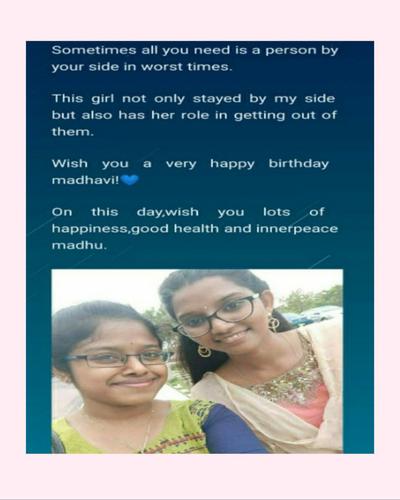 Sometimes all you need is a person by
your side in worst times.
This girl not only stayed by my side
but also has her role in getting out of
them.
Wish you a very happy birthday
madhavi!💙
On this day,wish you lots of
happiness,good health and innerpeace
madhu.